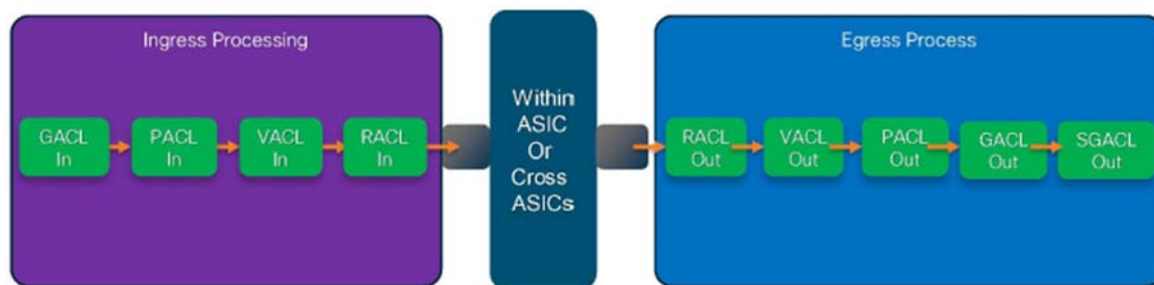 Ingress Processing
GACL
In
PACL
In
VACL
In
RACL
In
Within
ASIC
Or
Cross
ASICs
Egress Process
RACL
Out
VACL
Out
PACL
Out
GACL
Out
SGACL
Out